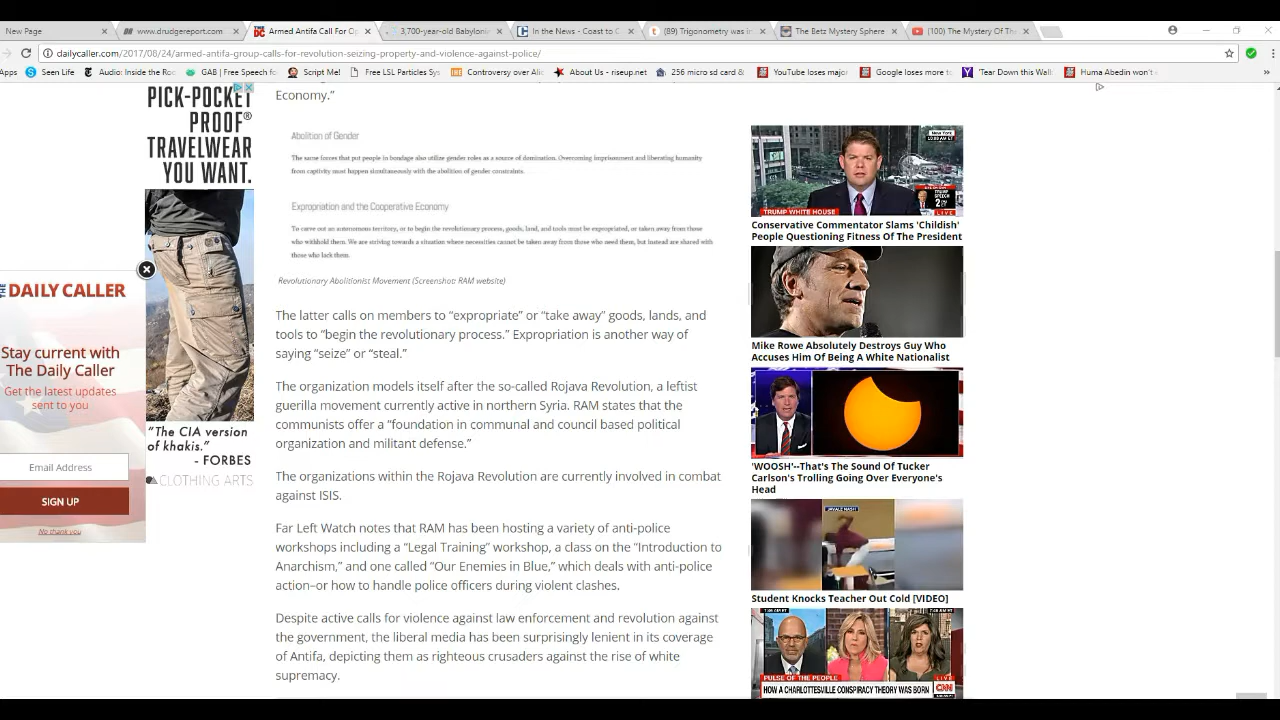 New Page
www.drudgereport.com
Armed Antifa Call For Op
3,700-year-old Babylonia
In the News - Coast to C
(89) Trigonometry was in
The Betz Mystery Sphere
(100) The Mystery Of The
dailycaller.com/2017/08/24/armed-antifa-group-calls-for-revolution-seizing-property-and-violence-against-police/
Apps
Seen Life
Audio: Inside the Roo
GAB | Free Speech fo
Script Me!
Free LSL Particles Sys
Controversy over Alic
About Us - riseup.net
256 micro sd card &
YouTube loses major
Google loses more to
'Tear Down this Wall
Huma Abedin won't
PICK-POCKET
PROOF®
TRAVELWEAR
YOU WANT.
"The CIA version
of khakis."
- FORBES
CLOTHING ARTS
THE
DAILY CALLER
Stay current with
The Daily Caller
Get the latest updates
sent to you
Email Address
SIGN UP
No thank you
Economy."
Abolition of Gender
The same forces that put people in bondage also utilize gender roles as a source of domination. Overcoming imprisonment and liberating humanity
from captivity must happen simultaneously with the abolition of gender constraints.
Expropriation and the Cooperative Economy
To carve out an autonomous territory, or to begin the revolutionary process, goods, land, and tools must be expropriated, or taken away from those
who withheld them. We are striving towards a situation where necessities cannot be taken away from those who need them, but instead are shared with
those who lack them.
Revolutionary Abolitionist Movement (Screenshot: RAM website)
The latter calls on members to "expropriate" or "take away" goods, lands, and
tools to "begin the revolutionary process." Expropriation is another way of
saying "seize" or "steal."
The organization models itself after the so-called Rojava Revolution, a leftist
guerilla movement currently active in northern Syria. RAM states that the
communists offer a "foundation in communal and council based political
organization and militant defense."
The organizations within the Rojava Revolution are currently involved in combat
against ISIS.
Far Left Watch notes that RAM has been hosting a variety of anti-police
workshops including a "Legal Training" workshop, a class on the "Introduction to
Anarchism," and one called "Our Enemies in Blue," which deals with anti-police
action–or how to handle police officers during violent clashes.
Despite active calls for violence against law enforcement and revolution against
the government, the liberal media has been surprisingly lenient in its coverage
of Antifa, depicting them as righteous crusaders against the rise of white
supremacy.
New York
TRUMP WHITE HOUSE
LIVE
Conservative Commentator Slams 'Childish'
People Questioning Fitness Of The President
Mike Rowe Absolutely Destroys Guy Who
Accuses Him Of Being A White Nationalist
'WOOSH'--That's The Sound Of Tucker
Carlson's Trolling Going Over Everyone's
Head
JAVALE NASH
Student Knocks Teacher Out Cold [VIDEO]
PULSE OF THE PEOPLE
LIVE
HOW A CHARLOTTESVILLE CONSPIRACY THEORY WAS BORN
CNN